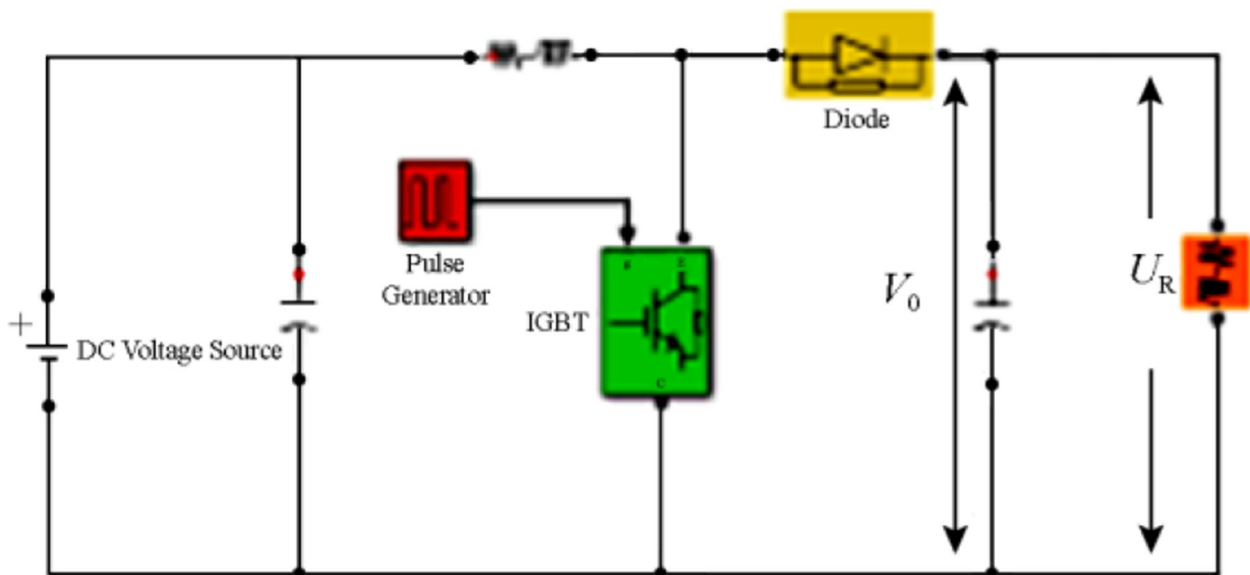 Diode
Pulse
Generator
IGBT
+
DC Voltage Source
V0
UR